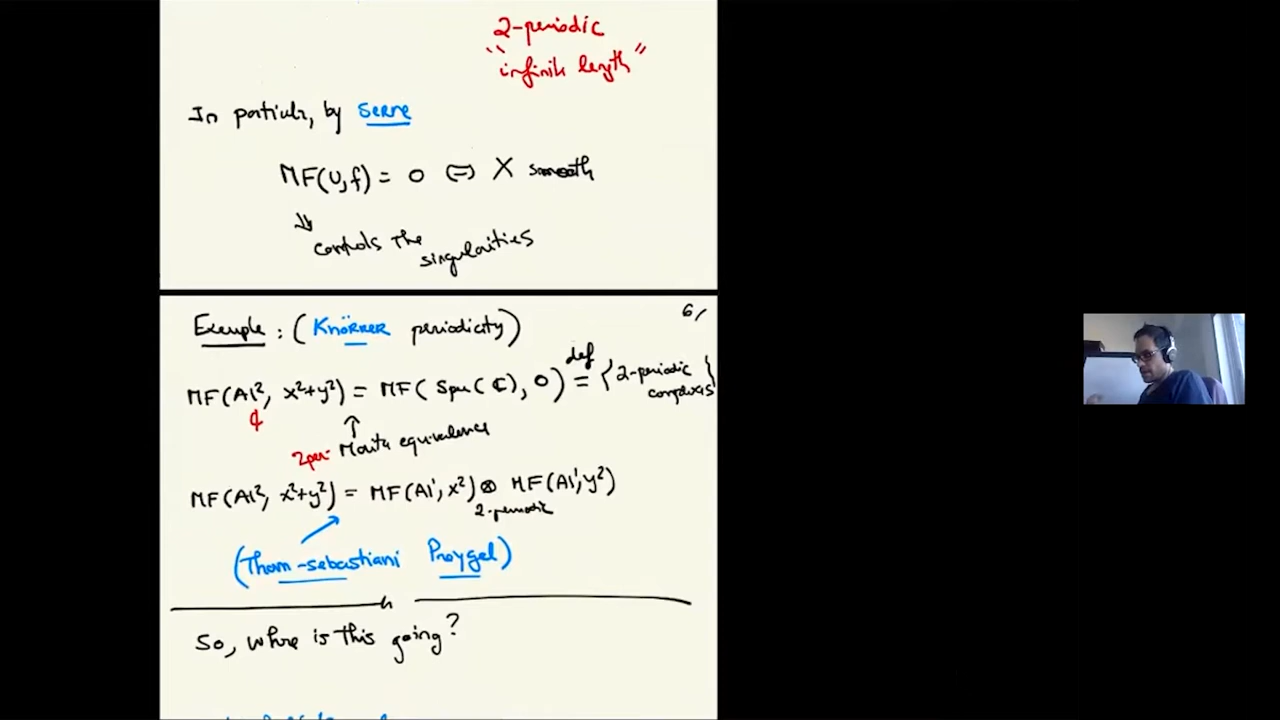 2-periodic
"infinite length"
In particular, by Serre
MF(U,f) = 0 ⇔ X smooth
controls the singularities
6/
Example: (Knörrer periodicity)
MF(A², x²+y²) = MF(Spec(C), 0) def = {2-periodic complexes}
C
2per. Morita equivalence
MF(A², x²+y²) = MF(A¹, x²) ⊗ MF(A¹, y²)
2-periodic
(Thom-Sebastiani Preygel)
So, where is this going?